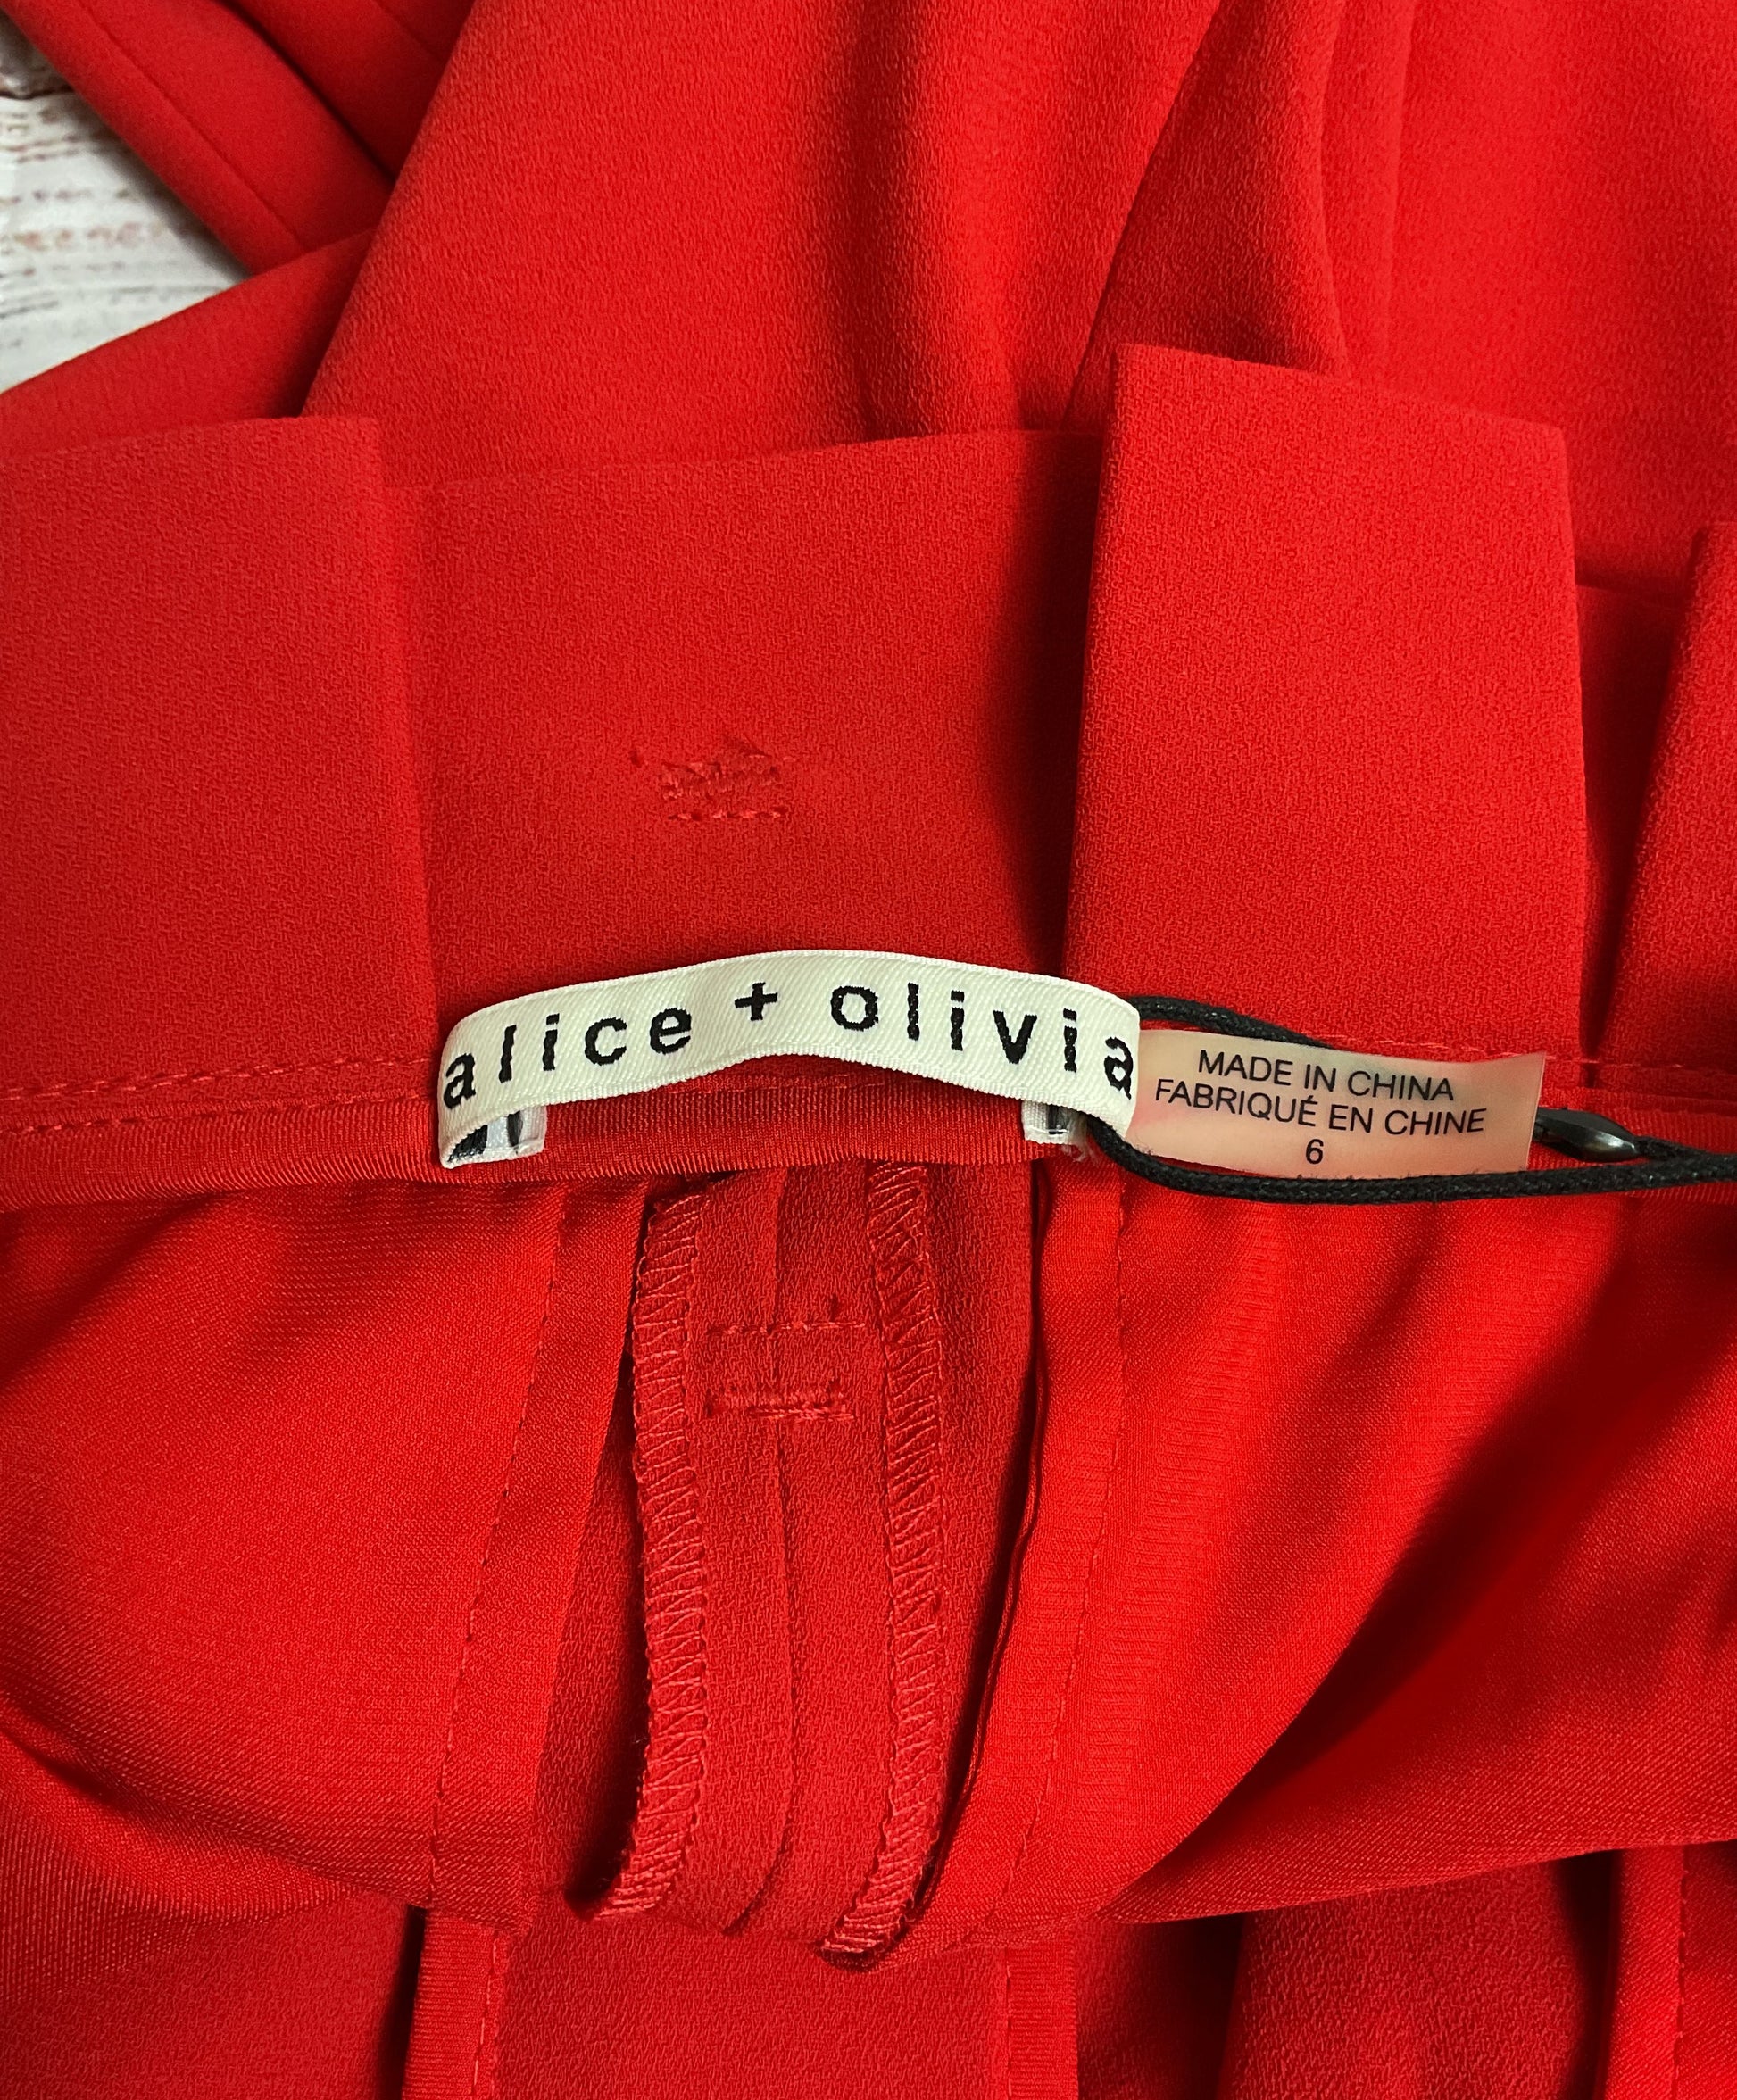 alice + olivia
MADE IN CHINA
FABRIQUÉ EN CHINE
6